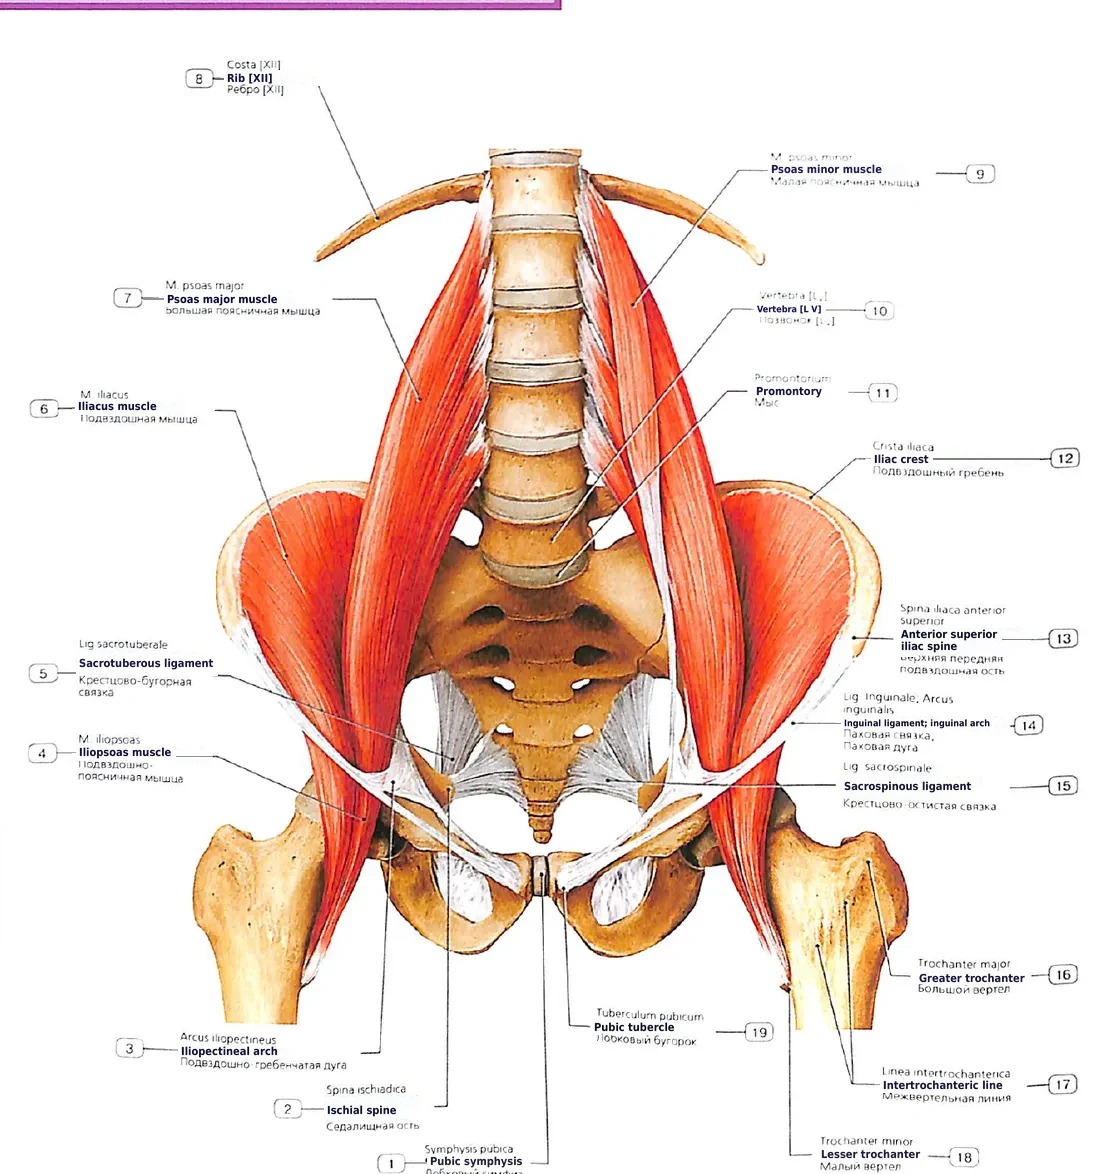 Costa [XII]
8
Rib [XII]
Ребро [XII]
M. psoas minor
Psoas minor muscle
9
Малая поясничная мышца
M. psoas major
7
Psoas major muscle
Большая поясничная мышца
Vertebra [L V]
Vertebra [L V]
10
Позвонок
M. iliacus
6
Iliacus muscle
Подвздошная мышца
Promontorium
Promontory
11
Мыс
Crista iliaca
Iliac crest
12
Подвздошный гребень
Spina iliaca anterior
superior
Anterior superior
iliac spine
13
верхняя передняя
подвздошная ость
Lig sacrotuberale
Sacrotuberous ligament
5
Крестцово-бугорная
связка
Lig. Inguinale; Arcus
inguinalis
Inguinal ligament; inguinal arch
14
Паховая связка,
Паховая дуга
M. iliopsoas
4
Iliopsoas muscle
Подвздошно-
поясничная мышца
Lig. sacrospinale
Sacrospinous ligament
15
Крестцово-остистая связка
Trochanter major
Greater trochanter
16
Большой вертел
Tuberculum pubicum
Pubic tubercle
19
Лобковый бугорок
Arcus iliopectineus
3
Iliopectineal arch
Подвздошно-гребенчатая дуга
Linea intertrochanterica
Intertrochanteric line
17
Межвертельная линия
Spina ischiadica
2
Ischial spine
Седалищная ость
Trochanter minor
Lesser trochanter
18
Малый вертел
Symphysis pubica
1
Pubic symphysis
Лобковый симфиз